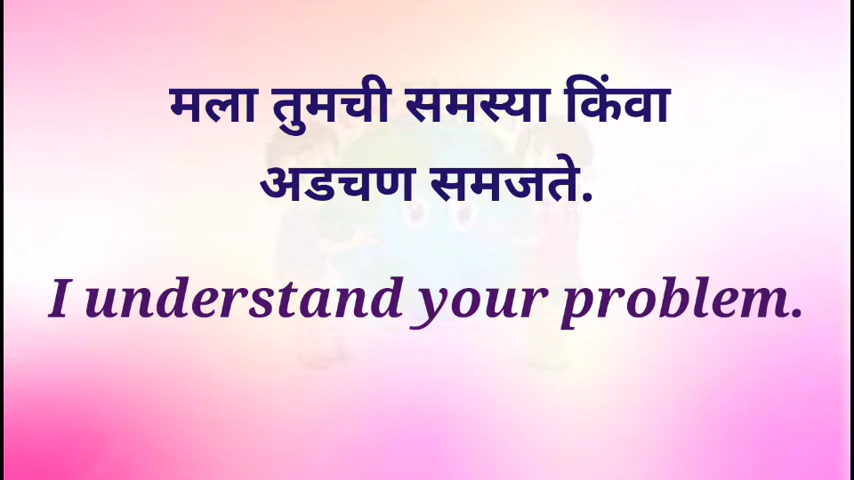 मला तुमची समस्या किंवा
अडचण समजते.
I understand your problem.